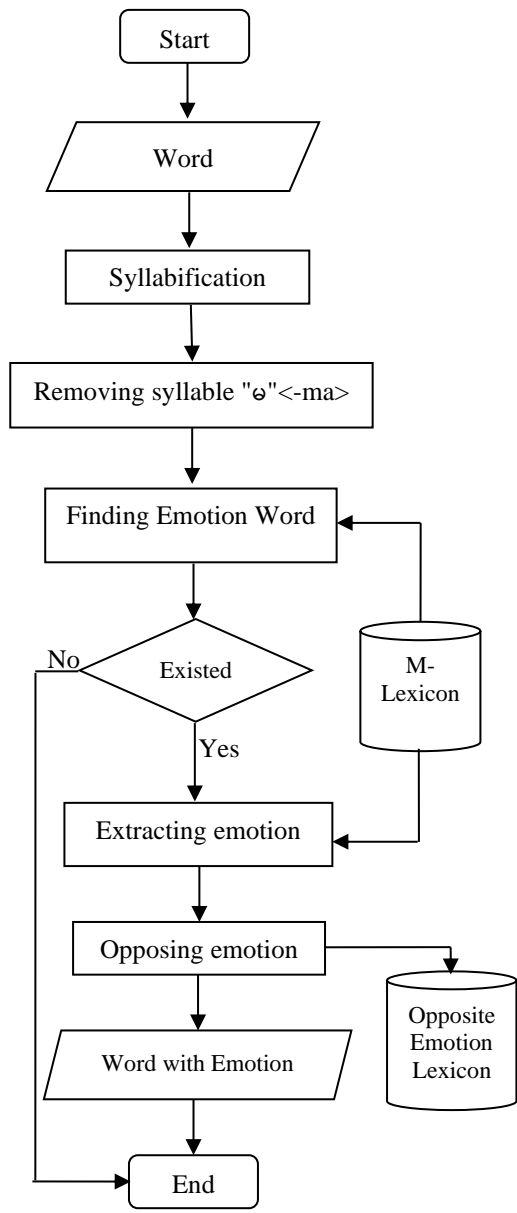 Start
Word
Syllabification
Removing syllable "မ"<-ma>
Finding Emotion Word
No
Existed
M-
Lexicon
Yes
Extracting emotion
Opposing emotion
Opposite
Emotion
Lexicon
Word with Emotion
End